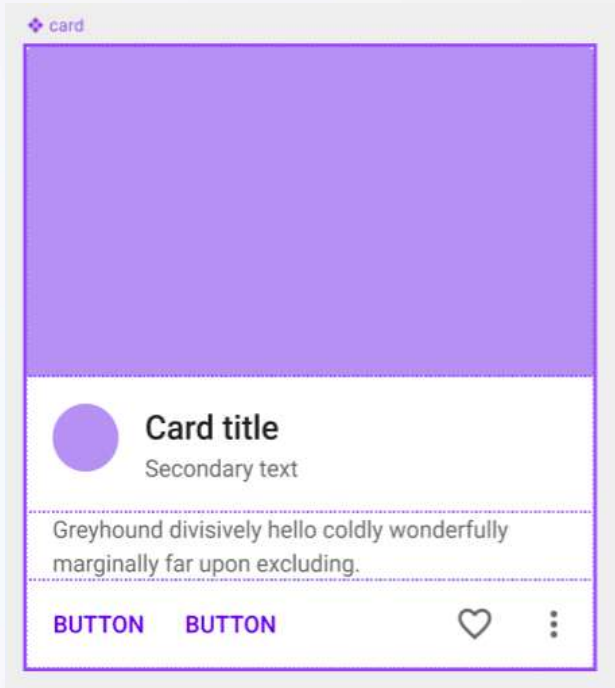 card
Card title
Secondary text
Greyhound divisively hello coldly wonderfully
marginally far upon excluding.
BUTTON BUTTON